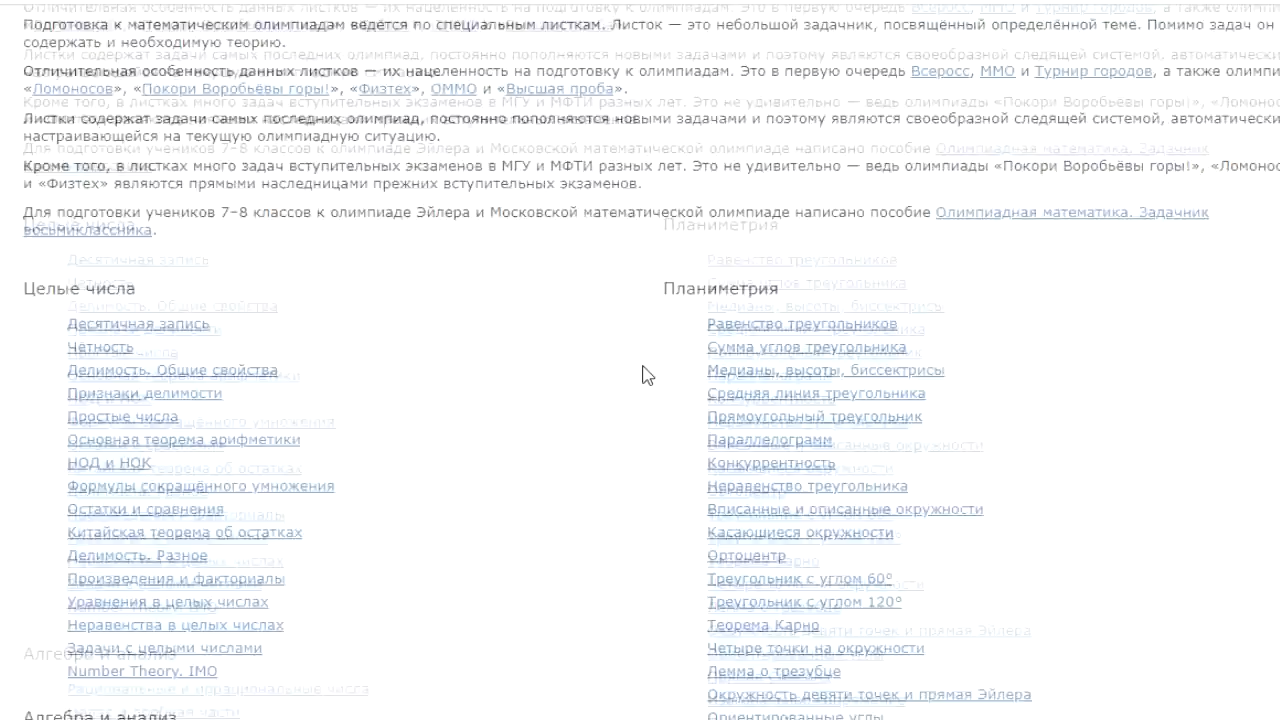 Подготовка к математическим олимпиадам ведётся по специальным листкам. Листок — это небольшой задачник, посвящённый определённой теме. Помимо задач он
содержать и необходимую теорию.
Отличительная особенность данных листков — их нацеленность на подготовку к олимпиадам. Это в первую очередь Всеросс, ММО и Турнир городов, а также олимпи
«Ломоносов», «Покори Воробьёвы горы!», «Физтех», ОММО и «Высшая проба».
Листки содержат задачи самых последних олимпиад, постоянно пополняются новыми задачами и поэтому являются своеобразной следящей системой, автоматически
настраивающейся на текущую олимпиадную ситуацию.
Кроме того, в листках много задач вступительных экзаменов в МГУ и МФТИ разных лет. Это не удивительно — ведь олимпиады «Покори Воробьёвы горы!», «Ломонос
и «Физтех» являются прямыми наследницами прежних вступительных экзаменов.
Для подготовки учеников 7–8 классов к олимпиаде Эйлера и Московской математической олимпиаде написано пособие Олимпиадная математика. Задачник
восьмиклассника.
Целые числа
Десятичная запись
Чётность
Делимость. Общие свойства
Признаки делимости
Простые числа
Основная теорема арифметики
НОД и НОК
Формулы сокращённого умножения
Остатки и сравнения
Китайская теорема об остатках
Делимость. Разное
Произведения и факториалы
Уравнения в целых числах
Неравенства в целых числах
Задачи с целыми числами
Number Theory. IMO
Алгебра и анализ
Планиметрия
Равенство треугольников
Сумма углов треугольника
Медианы, высоты, биссектрисы
Средняя линия треугольника
Прямоугольный треугольник
Параллелограмм
Конкурентность
Неравенство треугольника
Вписанные и описанные окружности
Касающиеся окружности
Ортоцентр
Треугольник с углом 60º
Треугольник с углом 120º
Теорема Карно
Четыре точки на окружности
Лемма о трезубце
Окружность девяти точек и прямая Эйлера
Ориентированные углы